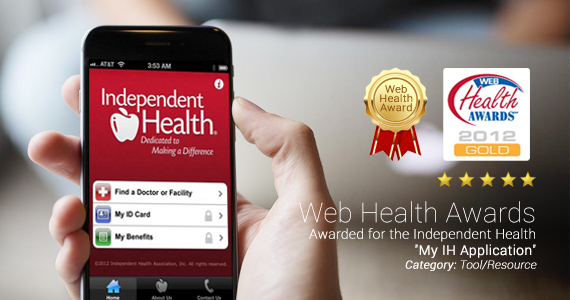 AT&T
3:53 AM
Independent
Health®
Dedicated to
Making a Difference
Find a Doctor or Facility
My ID Card
My Benefits
©2012 Independent Health Association, Inc. All rights reserved.
Home
About Us
Contact Us
Web
Health
Award
WEB
Health
AWARDS™
2012
GOLD
Web Health Awards
Awarded for the Independent Health
"My IH Application"
Category: Tool/Resource